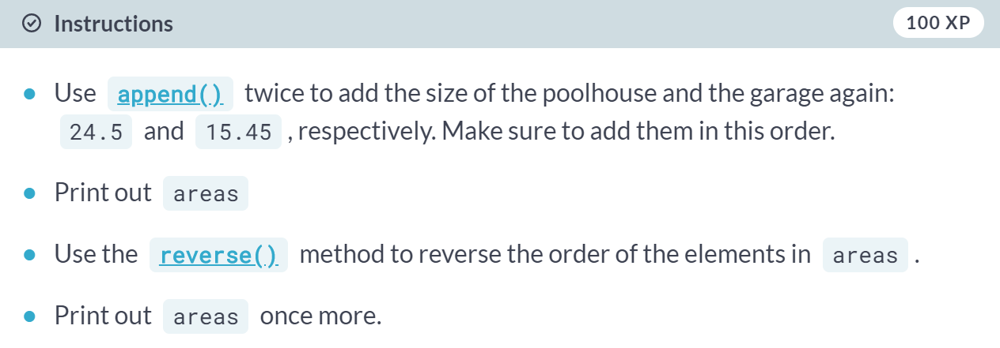 Instructions 100 XP
Use append() twice to add the size of the poolhouse and the garage again:
24.5 and 15.45 , respectively. Make sure to add them in this order.
Print out areas
Use the reverse() method to reverse the order of the elements in areas .
Print out areas once more.